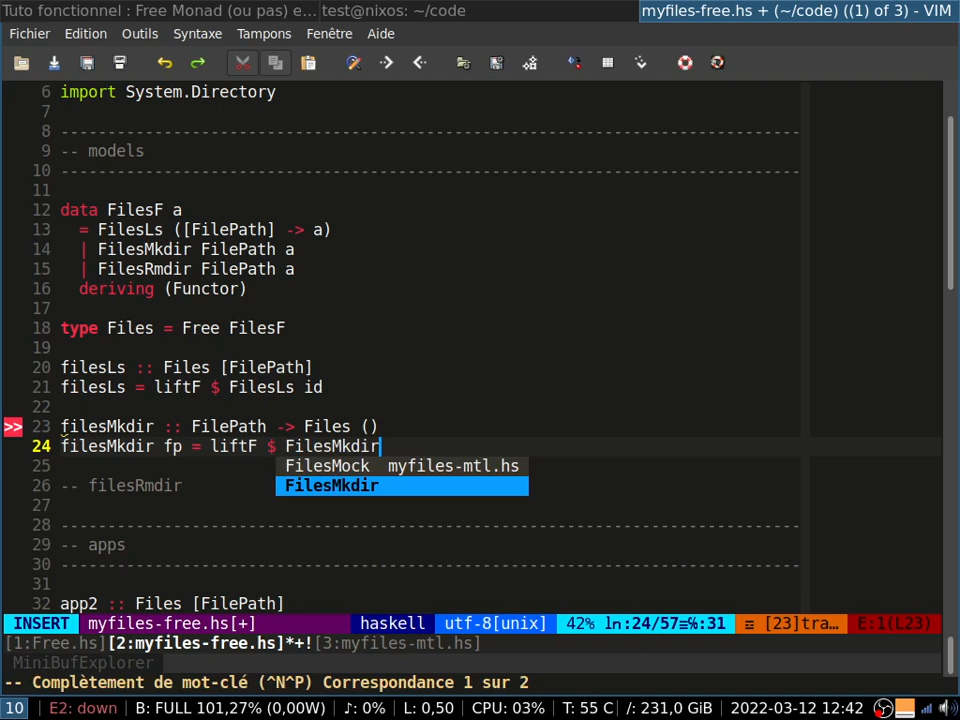 Tuto fonctionnel : Free Monad (ou pas) e... test@nixos: ~/code myfiles-free.hs + (~/code) ((1) of 3) - VIM
Fichier Edition Outils Syntaxe Tampons Fenêtre Aide
6 import System.Directory
7
8 -------------------------------------------------------------------------------
9 -- models
10 -------------------------------------------------------------------------------
11
12 data FilesF a
13 = FilesLs ([FilePath] -> a)
14 | FilesMkdir FilePath a
15 | FilesRmdir FilePath a
16 deriving (Functor)
17
18 type Files = Free FilesF
19
20 filesLs :: Files [FilePath]
21 filesLs = liftF $ FilesLs id
22
>> 23 filesMkdir :: FilePath -> Files ()
24 filesMkdir fp = liftF $ FilesMkdir
25 FilesMock myfiles-mtl.hs
26 -- filesRmdir FilesMkdir
27
28 -------------------------------------------------------------------------------
29 -- apps
30 -------------------------------------------------------------------------------
31
32 app2 :: Files [FilePath]
INSERT myfiles-free.hs[+] haskell utf-8[unix] 42% ln:24/57≡℅:31 ☲ [23]tra… E:1(L23)
[1:Free.hs][2:myfiles-free.hs]*+![3:myfiles-mtl.hs]
MiniBufExplorer
-- Complètement de mot-clé (^N^P) Correspondance 1 sur 2
10 E2: down B: FULL 101,27% (0,00W) ♪: 0% L: 0,50 CPU: 03% T: 55 C /: 231,0 GiB 2022-03-12 12:42